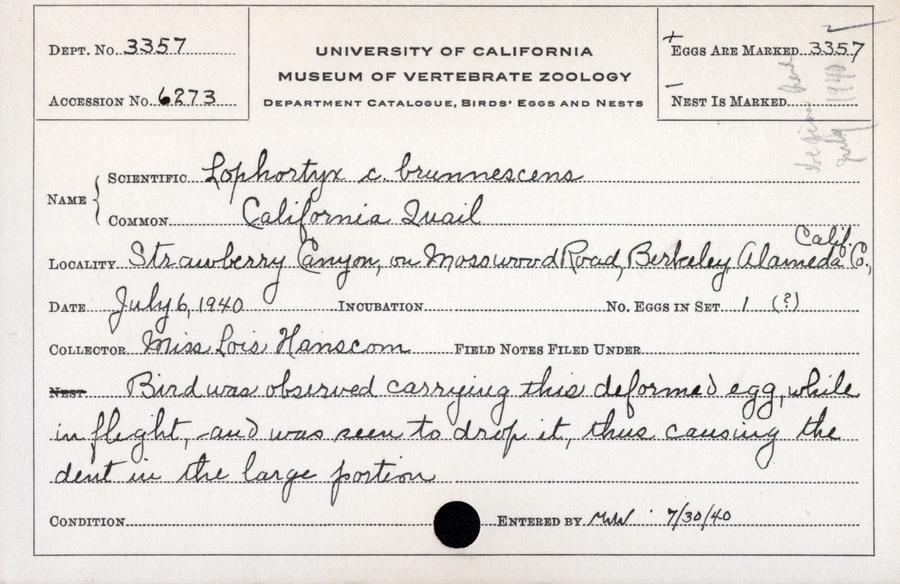 DEPT. No. 3357
ACCESSION No. 6273
UNIVERSITY OF CALIFORNIA
MUSEUM OF VERTEBRATE ZOOLOGY
DEPARTMENT CATALOGUE, BIRDS' EGGS AND NESTS
+ EGGS ARE MARKED 3357
- NEST IS MARKED
begin here
July 1940
NAME { SCIENTIFIC Lophortyx c. brunnescens
COMMON California Quail
LOCALITY Strawberry Canyon, on Mosswood Road, Berkeley Alameda Co., Calif.
DATE July 6, 1940 INCUBATION No. EGGS IN SET 1 (?)
COLLECTOR Miss Lois Hanscom FIELD NOTES FILED UNDER
NEST Bird was observed carrying this deformed egg, while
in flight, and was seen to drop it, thus causing the
dent in the large portion
CONDITION ENTERED BY 7/30/40